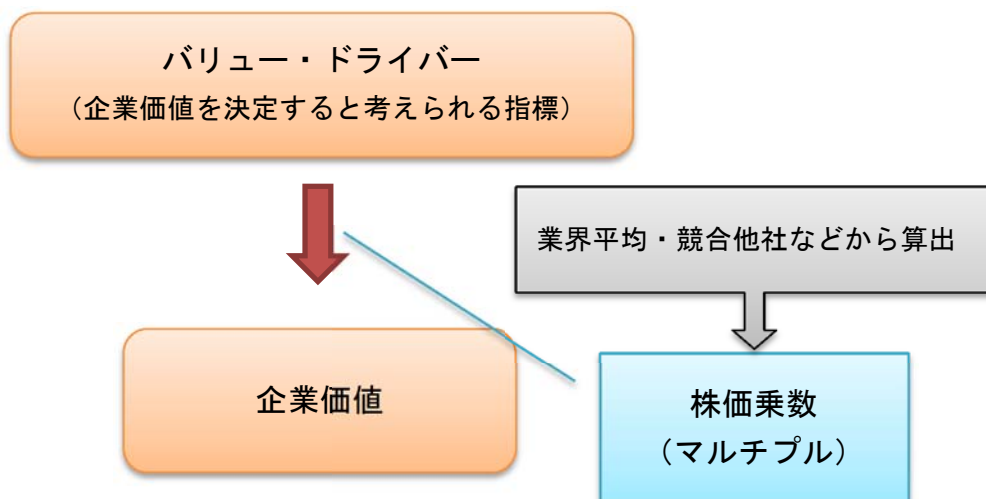 バリュー・ドライバー
（企業価値を決定すると考えられる指標）
業界平均・競合他社などから算出
企業価値
株価乗数
（マルチプル）